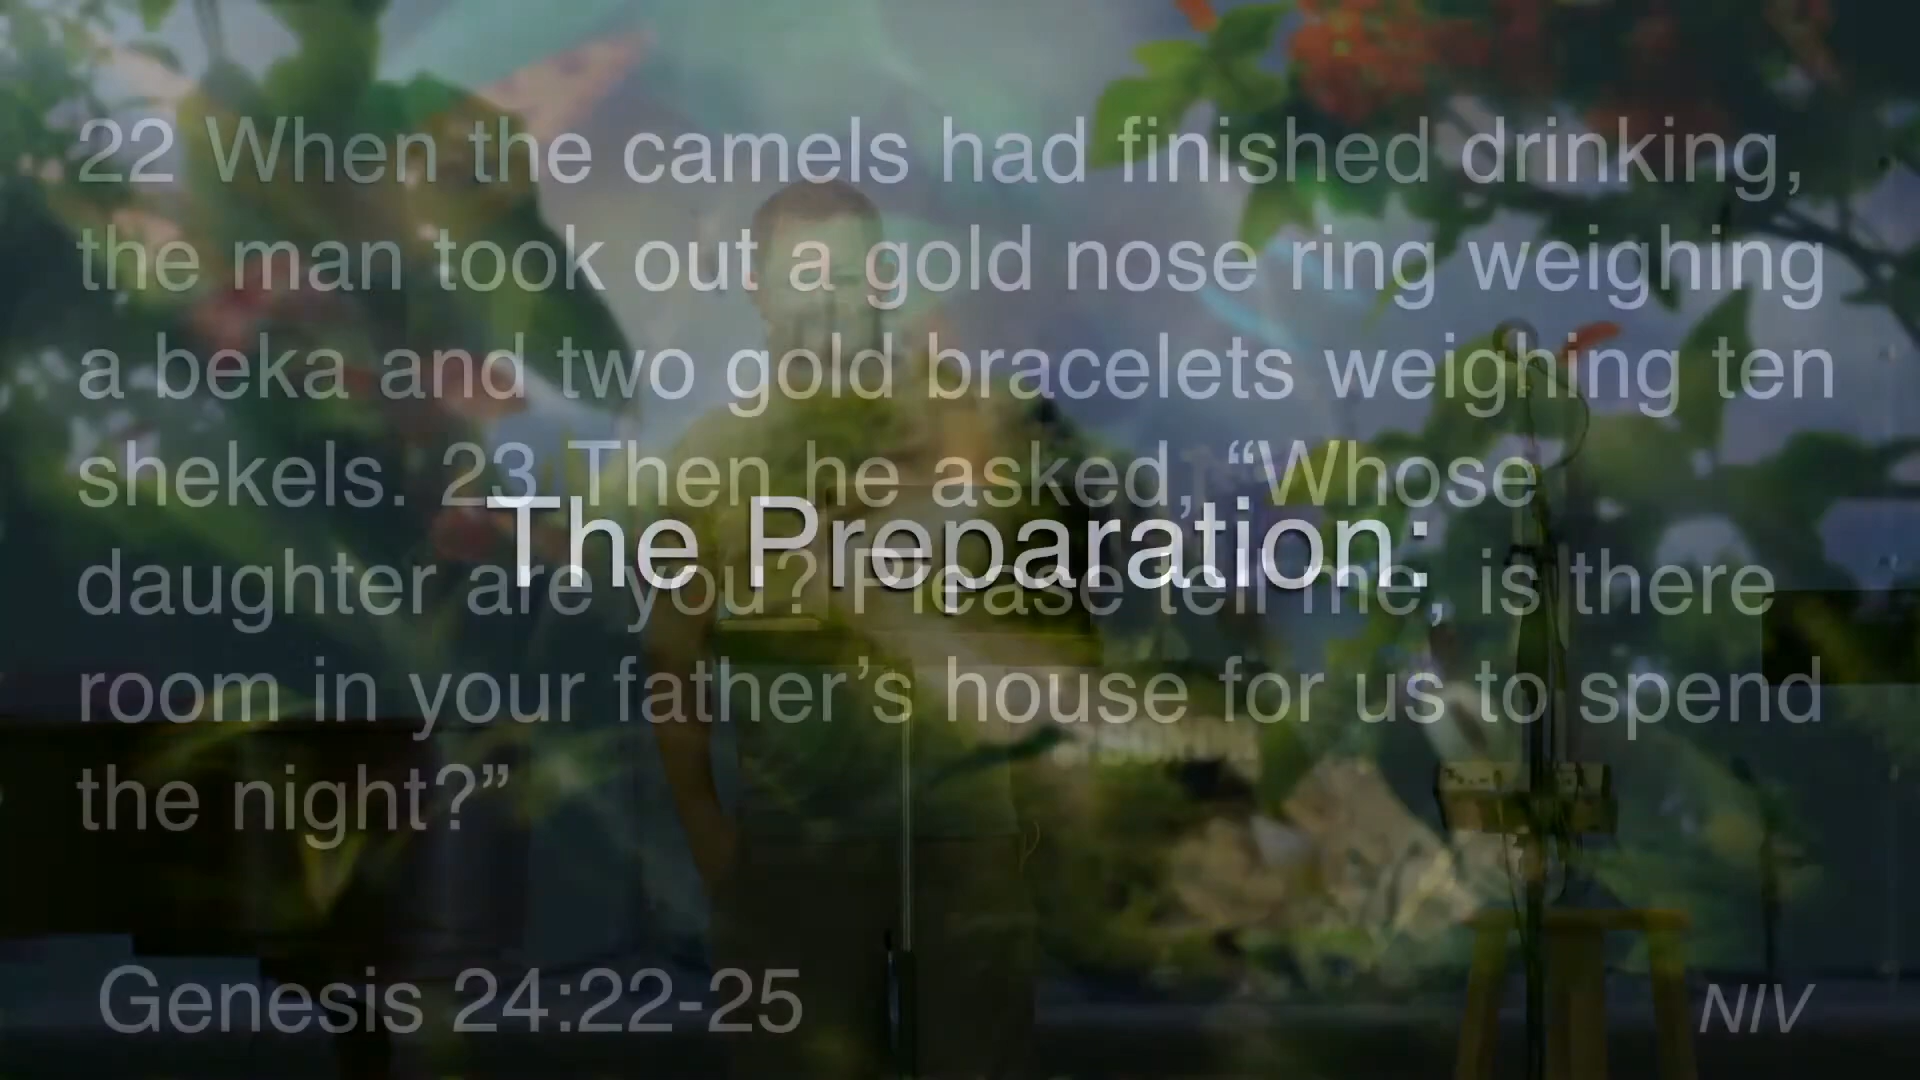 22 When the camels had finished drinking,
the man took out a gold nose ring weighing
a beka and two gold bracelets weighing ten
shekels. 23 Then he asked, “Whose
The Preparation:
daughter are you? Please tell me, is there
room in your father’s house for us to spend
the night?”
Genesis 24:22-25
NIV